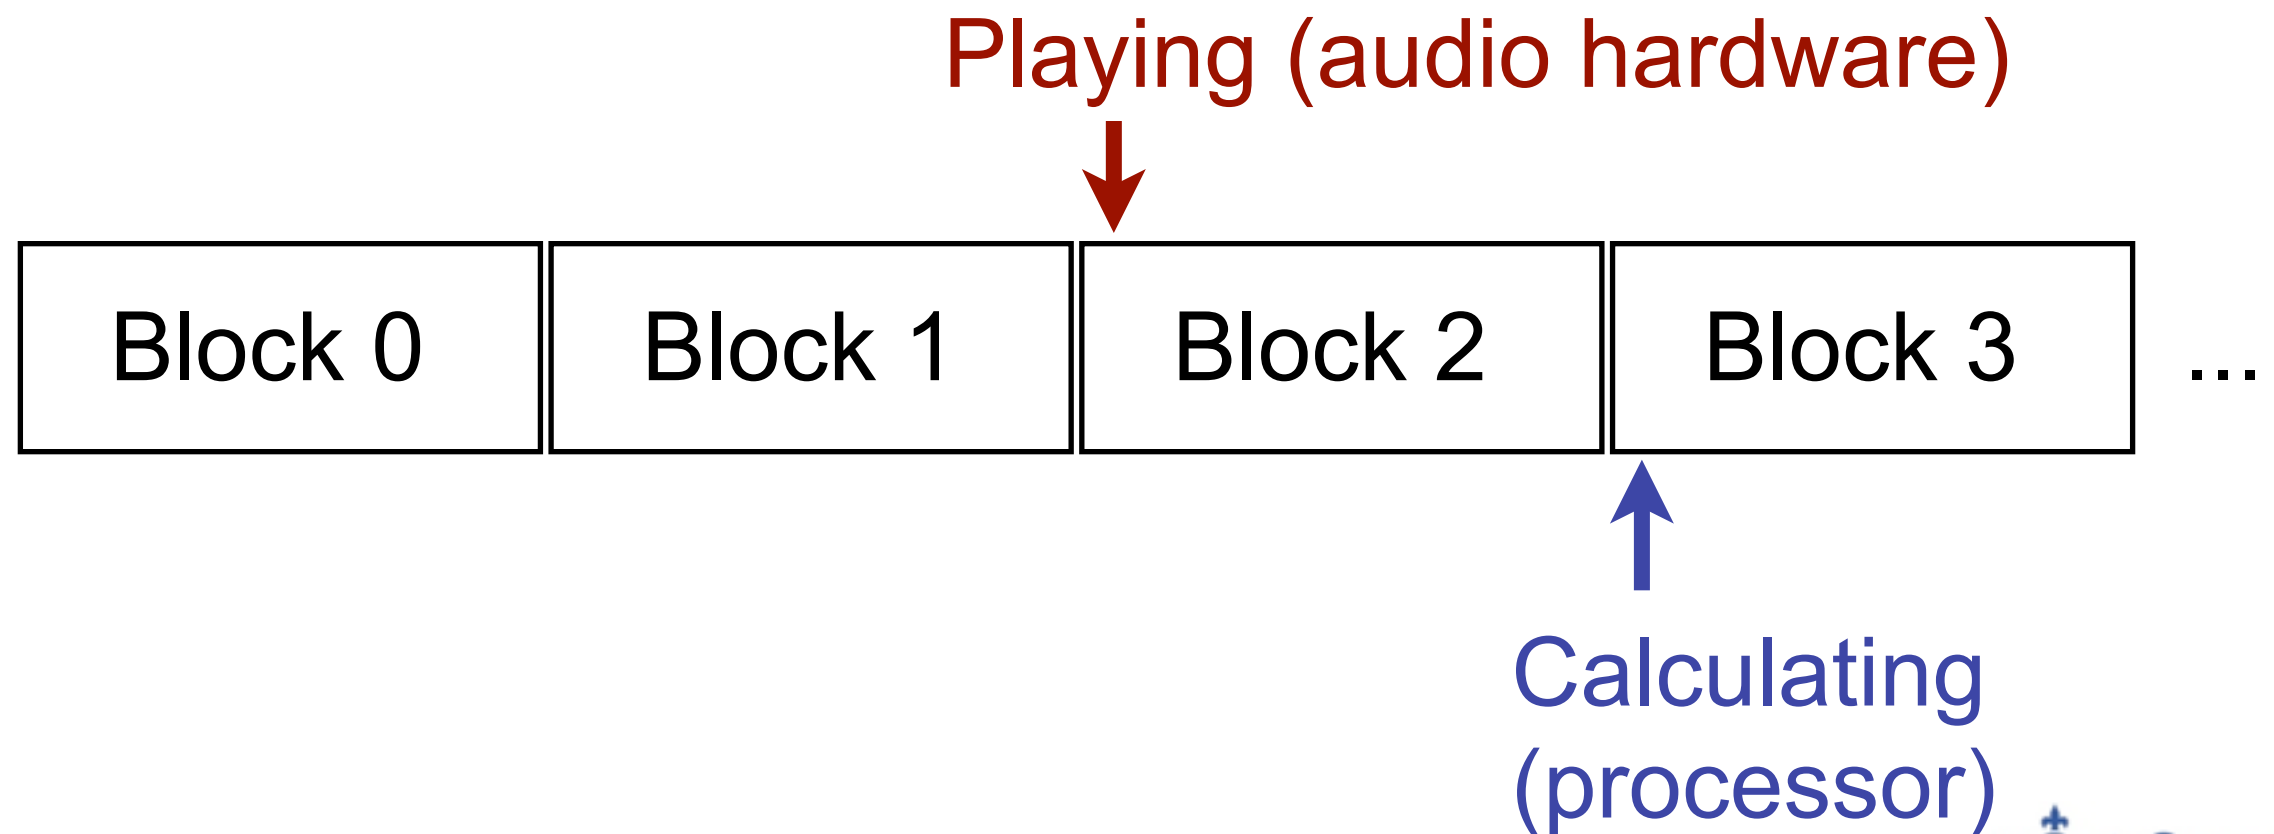 Playing (audio hardware)
Block 0 Block 1 Block 2 Block 3 ...
Calculating
(processor)